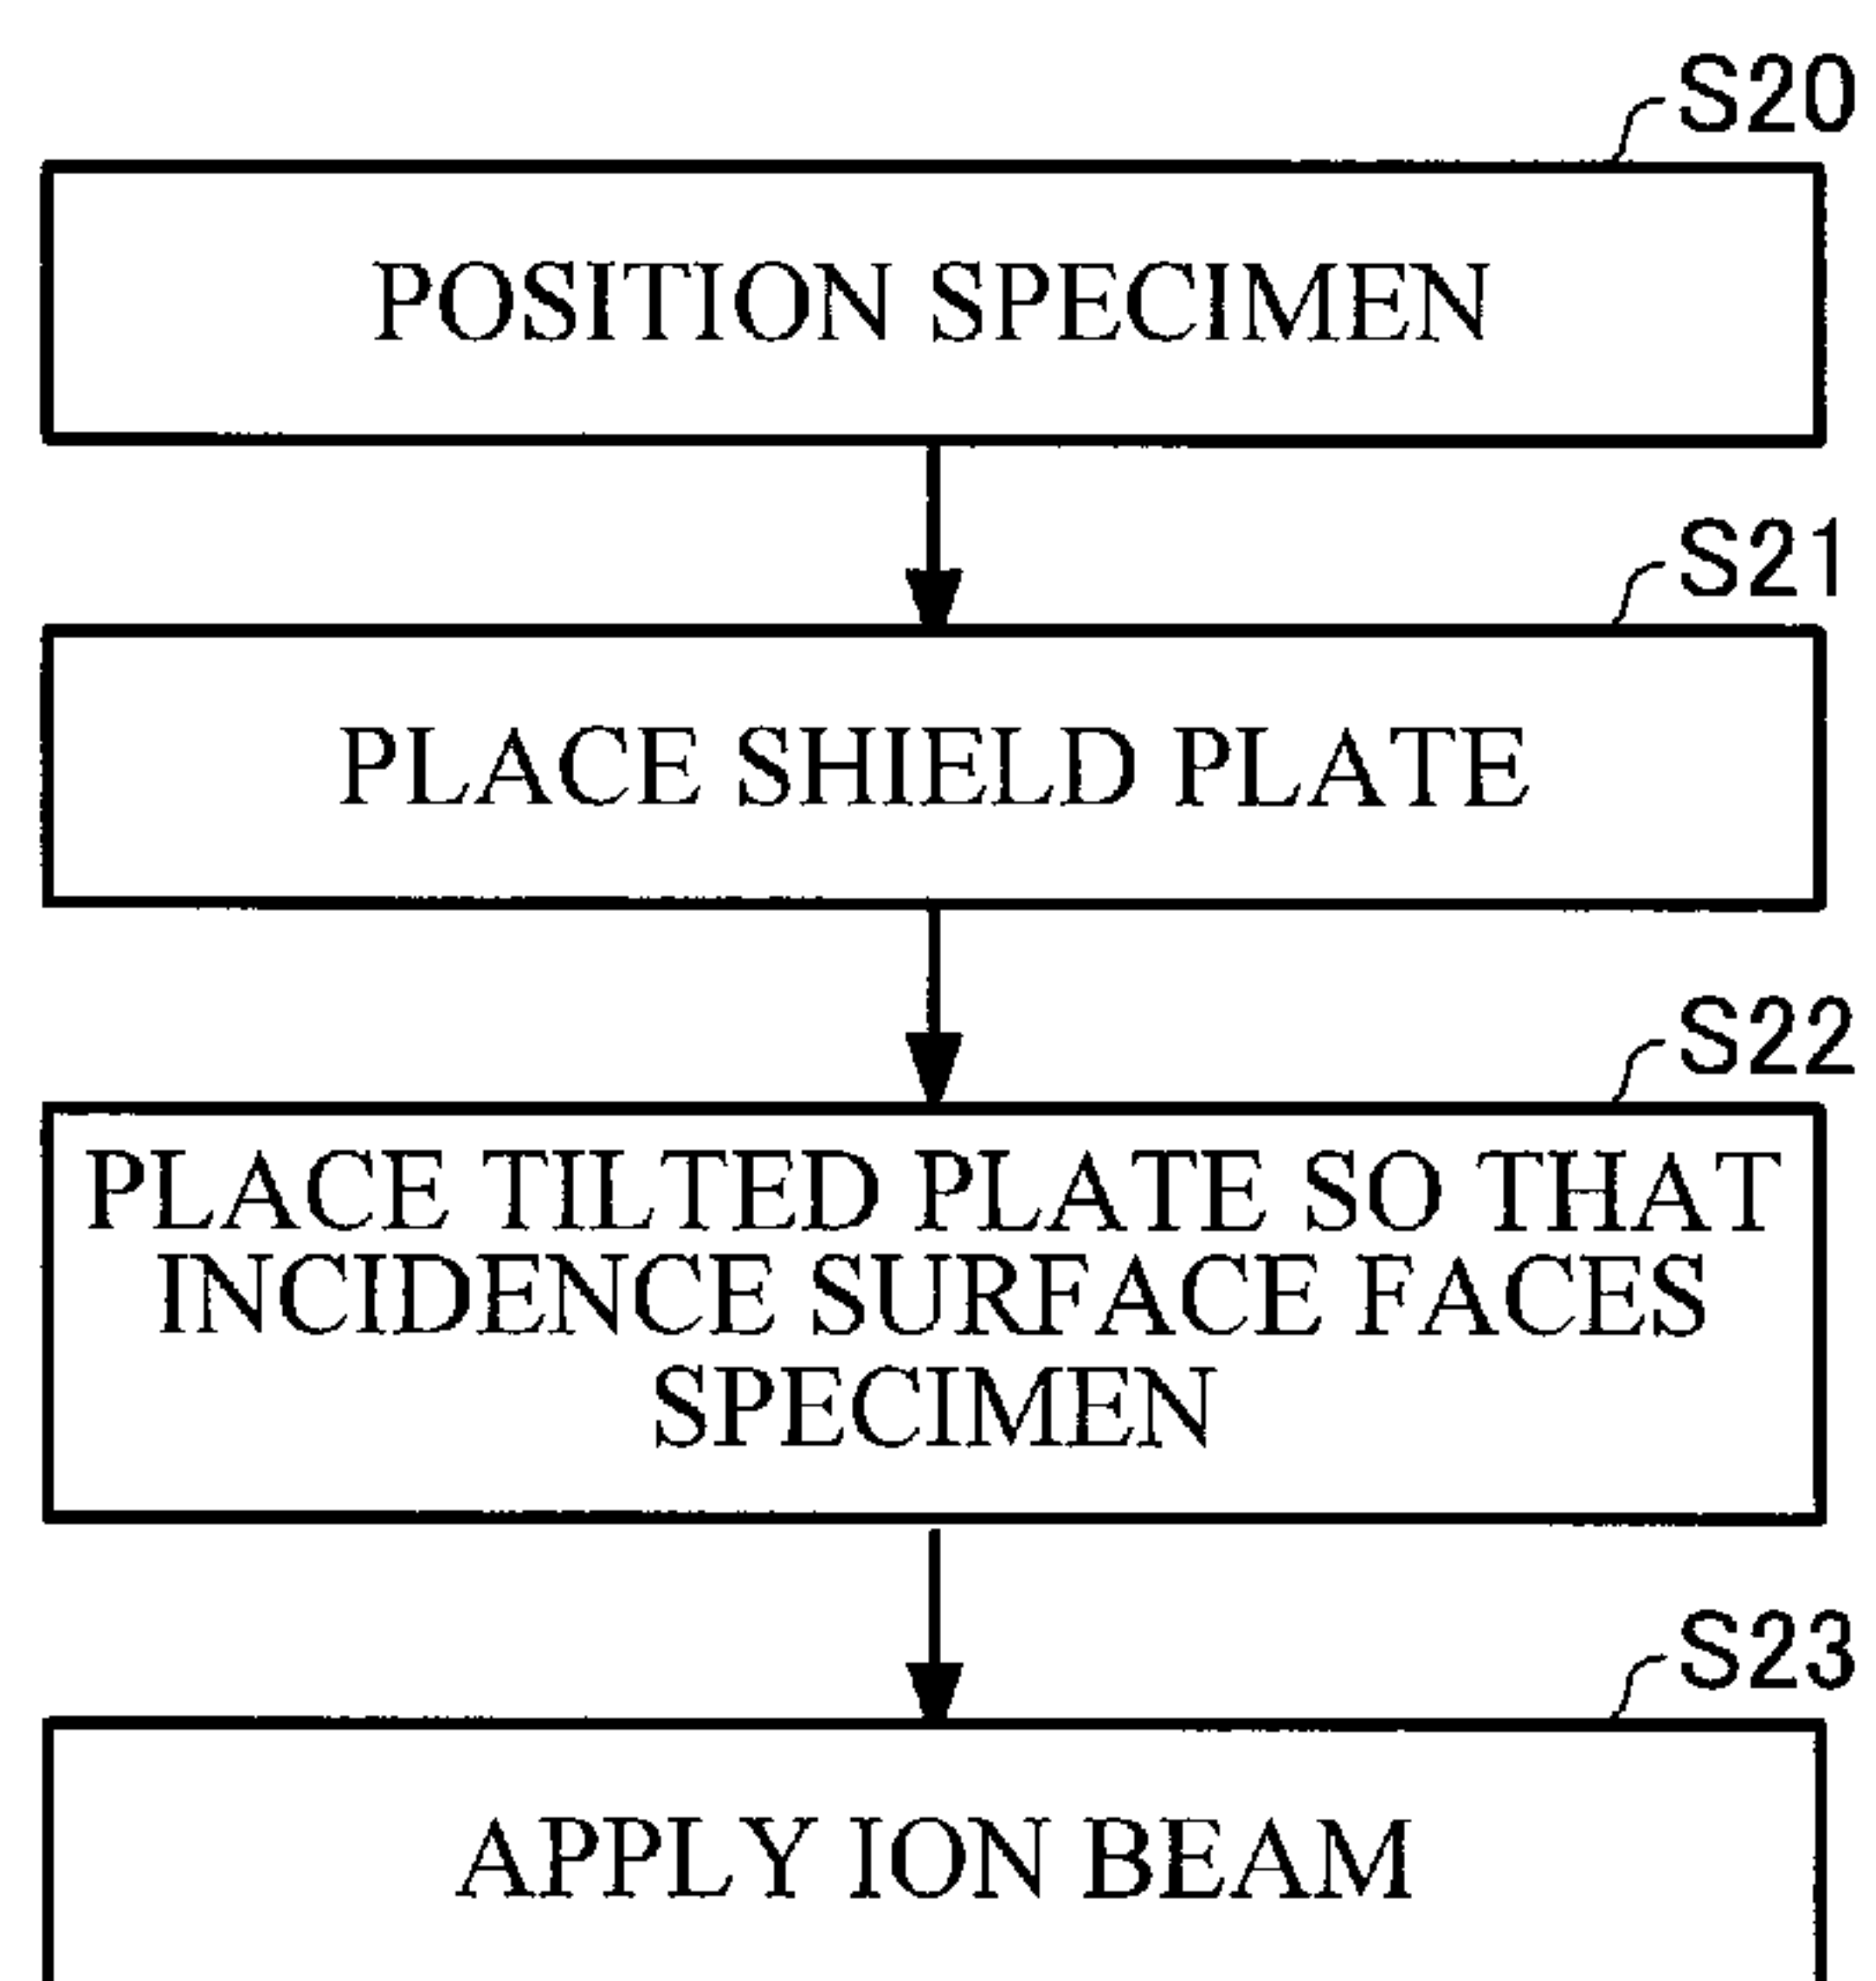 S20
POSITION SPECIMEN
S21
PLACE SHIELD PLATE
S22
PLACE TILTED PLATE SO THAT
INCIDENCE SURFACE FACES
SPECIMEN
S23
APPLY ION BEAM